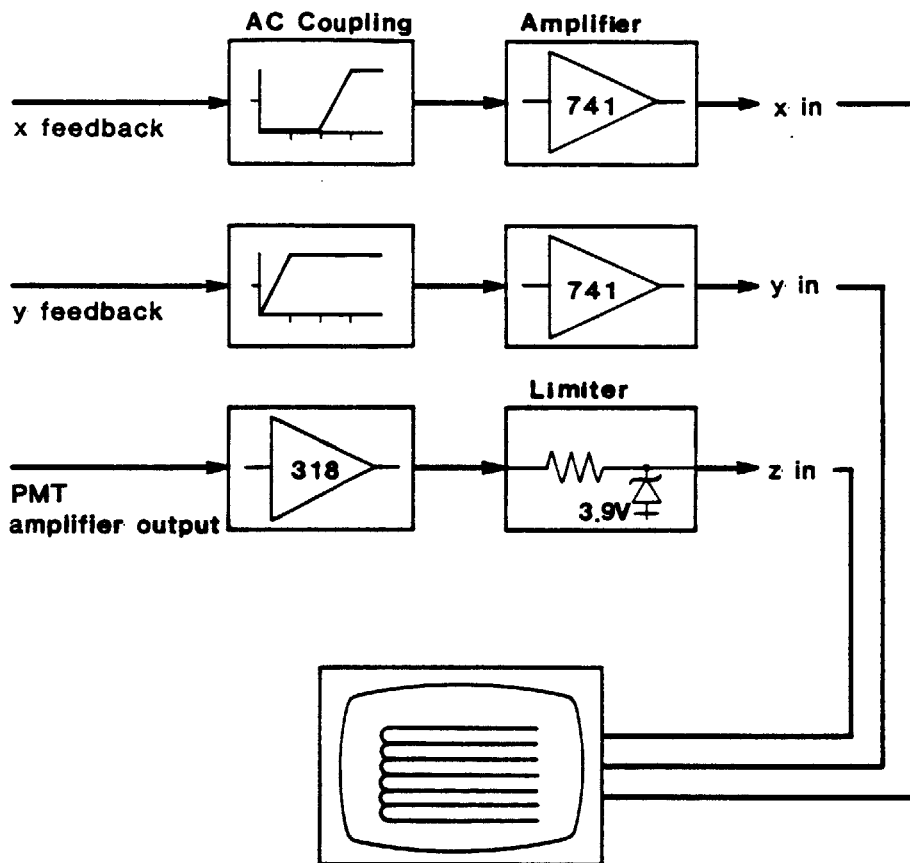 AC Coupling
Amplifier
x feedback
741
x in
y feedback
741
y in
Limiter
PMT
amplifier output
318
3.9V
z in